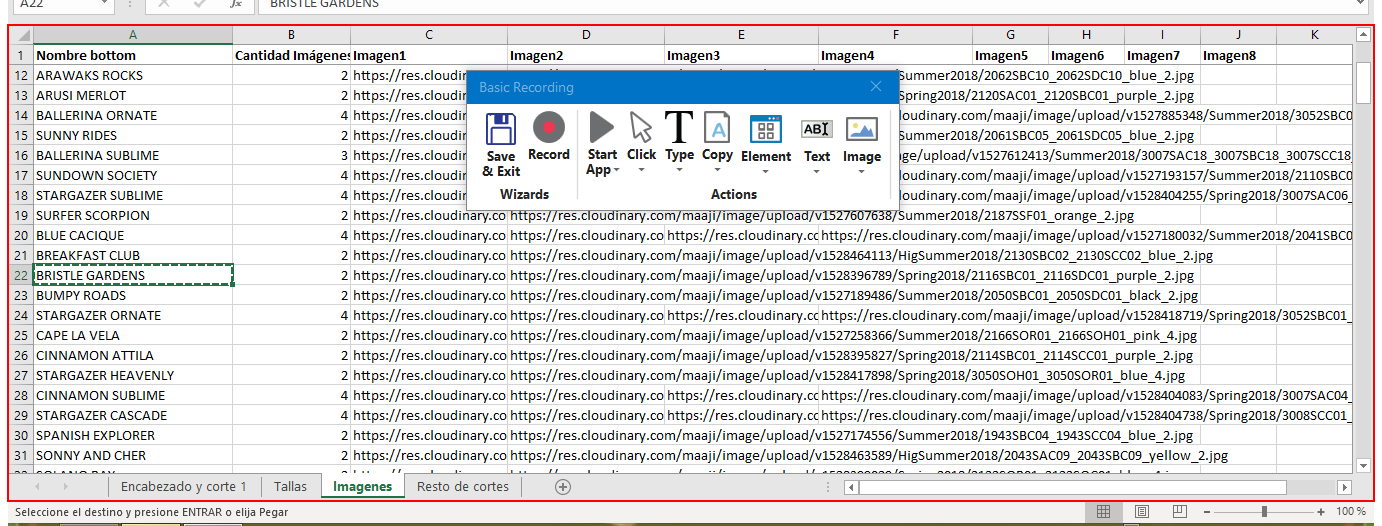 A22 BRISTLE GARDENS
A B C D E F G H I J K
1 Nombre bottom Cantidad Imágenes Imagen1 Imagen2 Imagen3 Imagen4 Imagen5 Imagen6 Imagen7 Imagen8
12 ARAWAKS ROCKS 2 https://res.cloudinar /Summer2018/2062SBC10_2062SDC10_blue_2.jpg
13 ARUSI MERLOT 2 https://res.cloudinar /Spring2018/2120SAC01_2120SBC01_purple_2.jpg
14 BALLERINA ORNATE 4 https://res.cloudinar .com/maaji/image/upload/v1527885348/Summer2018/3052SBC0
15 SUNNY RIDES 2 https://res.cloudinar /Summer2018/2061SBC05_2061SDC05_blue_2.jpg
16 BALLERINA SUBLIME 3 https://res.cloudinar ge/upload/v1527612413/Summer2018/3007SAC18_3007SBC18_3007SCC18_
17 SUNDOWN SOCIETY 4 https://res.cloudinar .com/maaji/image/upload/v1527193157/Summer2018/2110SBC0
18 STARGAZER SUBLIME 4 https://res.cloudinar .com/maaji/image/upload/v1528404255/Spring2018/3007SAC06_
19 SURFER SCORPION 2 https://res.cloudinary.co https://res.cloudinary.com/maaji/image/upload/v1527607638/Summer2018/2187SSF01_orange_2.jpg
20 BLUE CACIQUE 4 https://res.cloudinary.co https://res.cloudinary.co https://res.cloudinary.c https://res.cloudinary.com/maaji/image/upload/v1527180032/Summer2018/2041SBC0
21 BREAKFAST CLUB 2 https://res.cloudinary.co https://res.cloudinary.com/maaji/image/upload/v1528464113/HigSummer2018/2130SBC02_2130SCC02_blue_2.jpg
22 BRISTLE GARDENS 2 https://res.cloudinary.co https://res.cloudinary.com/maaji/image/upload/v1528396789/Spring2018/2116SBC01_2116SDC01_purple_2.jpg
23 BUMPY ROADS 2 https://res.cloudinary.co https://res.cloudinary.com/maaji/image/upload/v1527189486/Summer2018/2050SBC01_2050SDC01_black_2.jpg
24 STARGAZER ORNATE 4 https://res.cloudinary.co https://res.cloudinary.co https://res.cloudinary.c https://res.cloudinary.com/maaji/image/upload/v1528418719/Spring2018/3052SBC01_
25 CAPE LA VELA 2 https://res.cloudinary.co https://res.cloudinary.com/maaji/image/upload/v1527258366/Summer2018/2166SOR01_2166SOH01_pink_4.jpg
26 CINNAMON ATTILA 2 https://res.cloudinary.co https://res.cloudinary.com/maaji/image/upload/v1528395827/Spring2018/2114SBC01_2114SCC01_purple_2.jpg
27 STARGAZER HEAVENLY 2 https://res.cloudinary.co https://res.cloudinary.com/maaji/image/upload/v1528417898/Spring2018/3050SOH01_3050SOR01_blue_4.jpg
28 CINNAMON SUBLIME 4 https://res.cloudinary.co https://res.cloudinary.co https://res.cloudinary.c https://res.cloudinary.com/maaji/image/upload/v1528404083/Spring2018/3007SAC04_
29 STARGAZER CASCADE 4 https://res.cloudinary.co https://res.cloudinary.co https://res.cloudinary.c https://res.cloudinary.com/maaji/image/upload/v1528404738/Spring2018/3008SCC01_
30 SPANISH EXPLORER 2 https://res.cloudinary.co https://res.cloudinary.com/maaji/image/upload/v1527174556/Summer2018/1943SBC04_1943SCC04_blue_2.jpg
31 SONNY AND CHER 2 https://res.cloudinary.co https://res.cloudinary.com/maaji/image/upload/v1528463589/HigSummer2018/2043SAC09_2043SBC09_yellow_2.jpg
Basic Recording
Save & Exit Record Start App Click Type Copy Element Text Image
Wizards Actions
Encabezado y corte 1 Tallas Imagenes Resto de cortes
Seleccione el destino y presione ENTRAR o elija Pegar 100 %